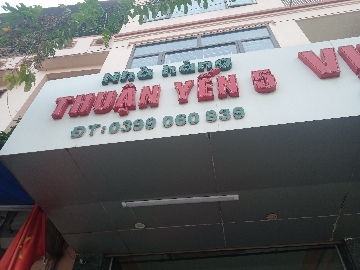 Nhà hàng
THUẬN YẾN 5
ĐT: 0399 060 939